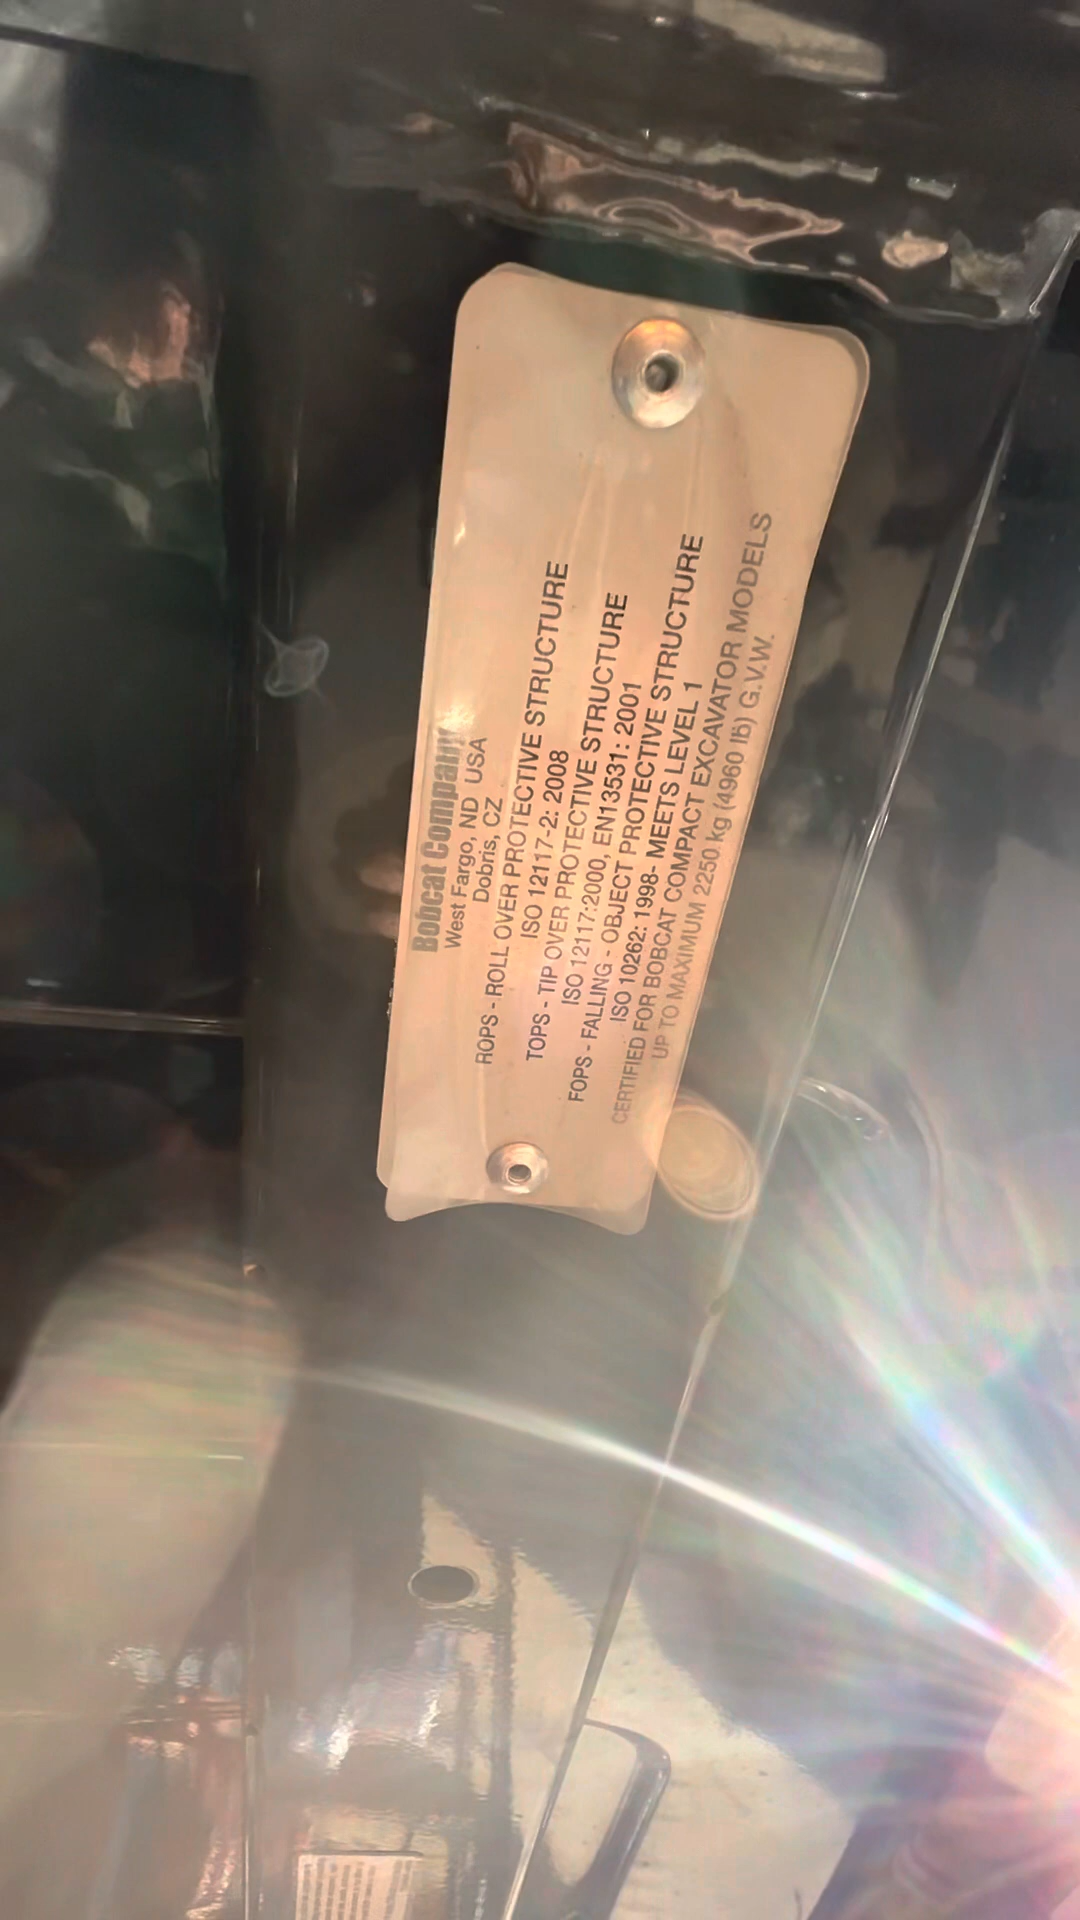 Bobcat Company
West Fargo, ND USA
Dobris, CZ
ROPS - ROLL OVER PROTECTIVE STRUCTURE
ISO 12117-2: 2008
TOPS - TIP OVER PROTECTIVE STRUCTURE
ISO 12117:2000, EN13531: 2001
FOPS - FALLING - OBJECT PROTECTIVE STRUCTURE
ISO 10262: 1998- MEETS LEVEL 1
CERTIFIED FOR BOBCAT COMPACT EXCAVATOR MODELS
UP TO MAXIMUM 2250 kg (4960 lb) G.V.W.